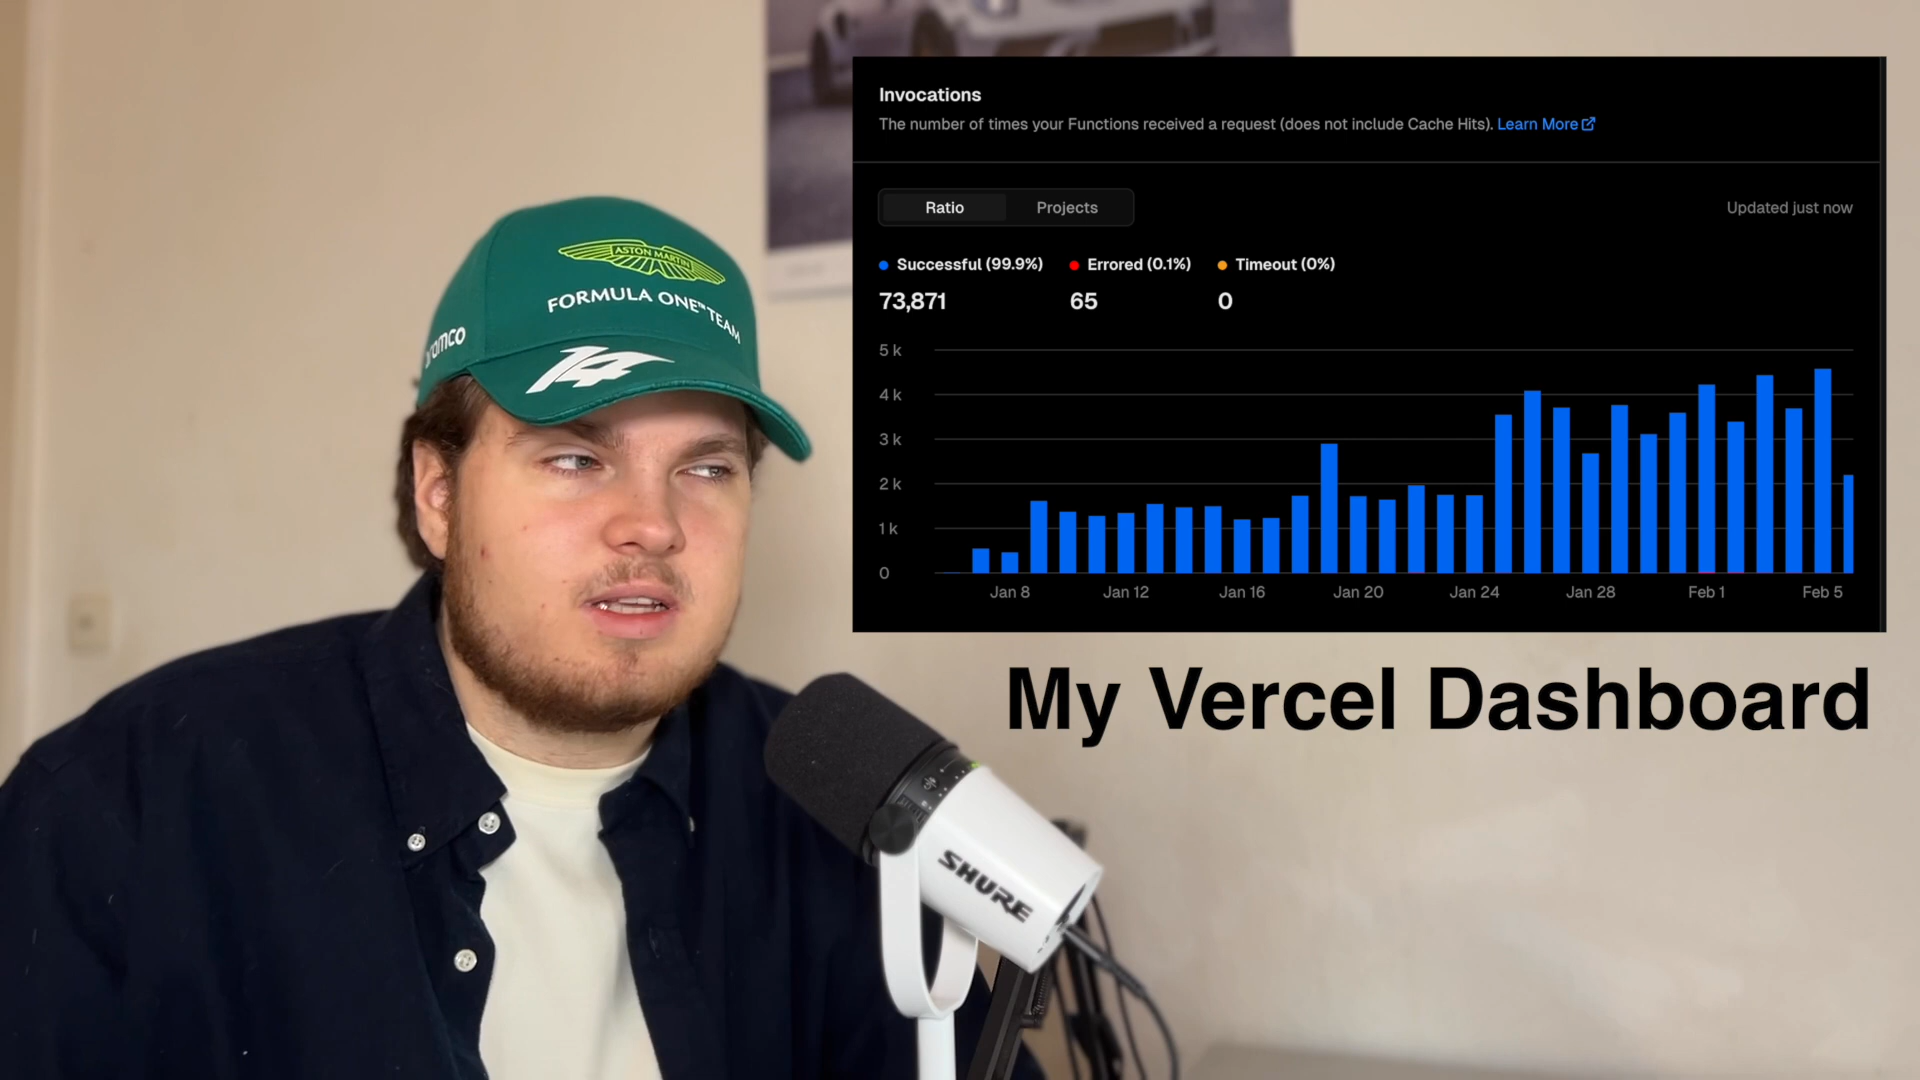 ASTON MARTIN
FORMULA ONE™ TEAM
aramco
14
SHURE
Invocations
The number of times your Functions received a request (does not include Cache Hits). Learn More
Ratio Projects
Updated just now
Successful (99.9%) Errored (0.1%) Timeout (0%)
73,871 65 0
5 k
4 k
3 k
2 k
1 k
0
Jan 8 Jan 12 Jan 16 Jan 20 Jan 24 Jan 28 Feb 1 Feb 5
My Vercel Dashboard